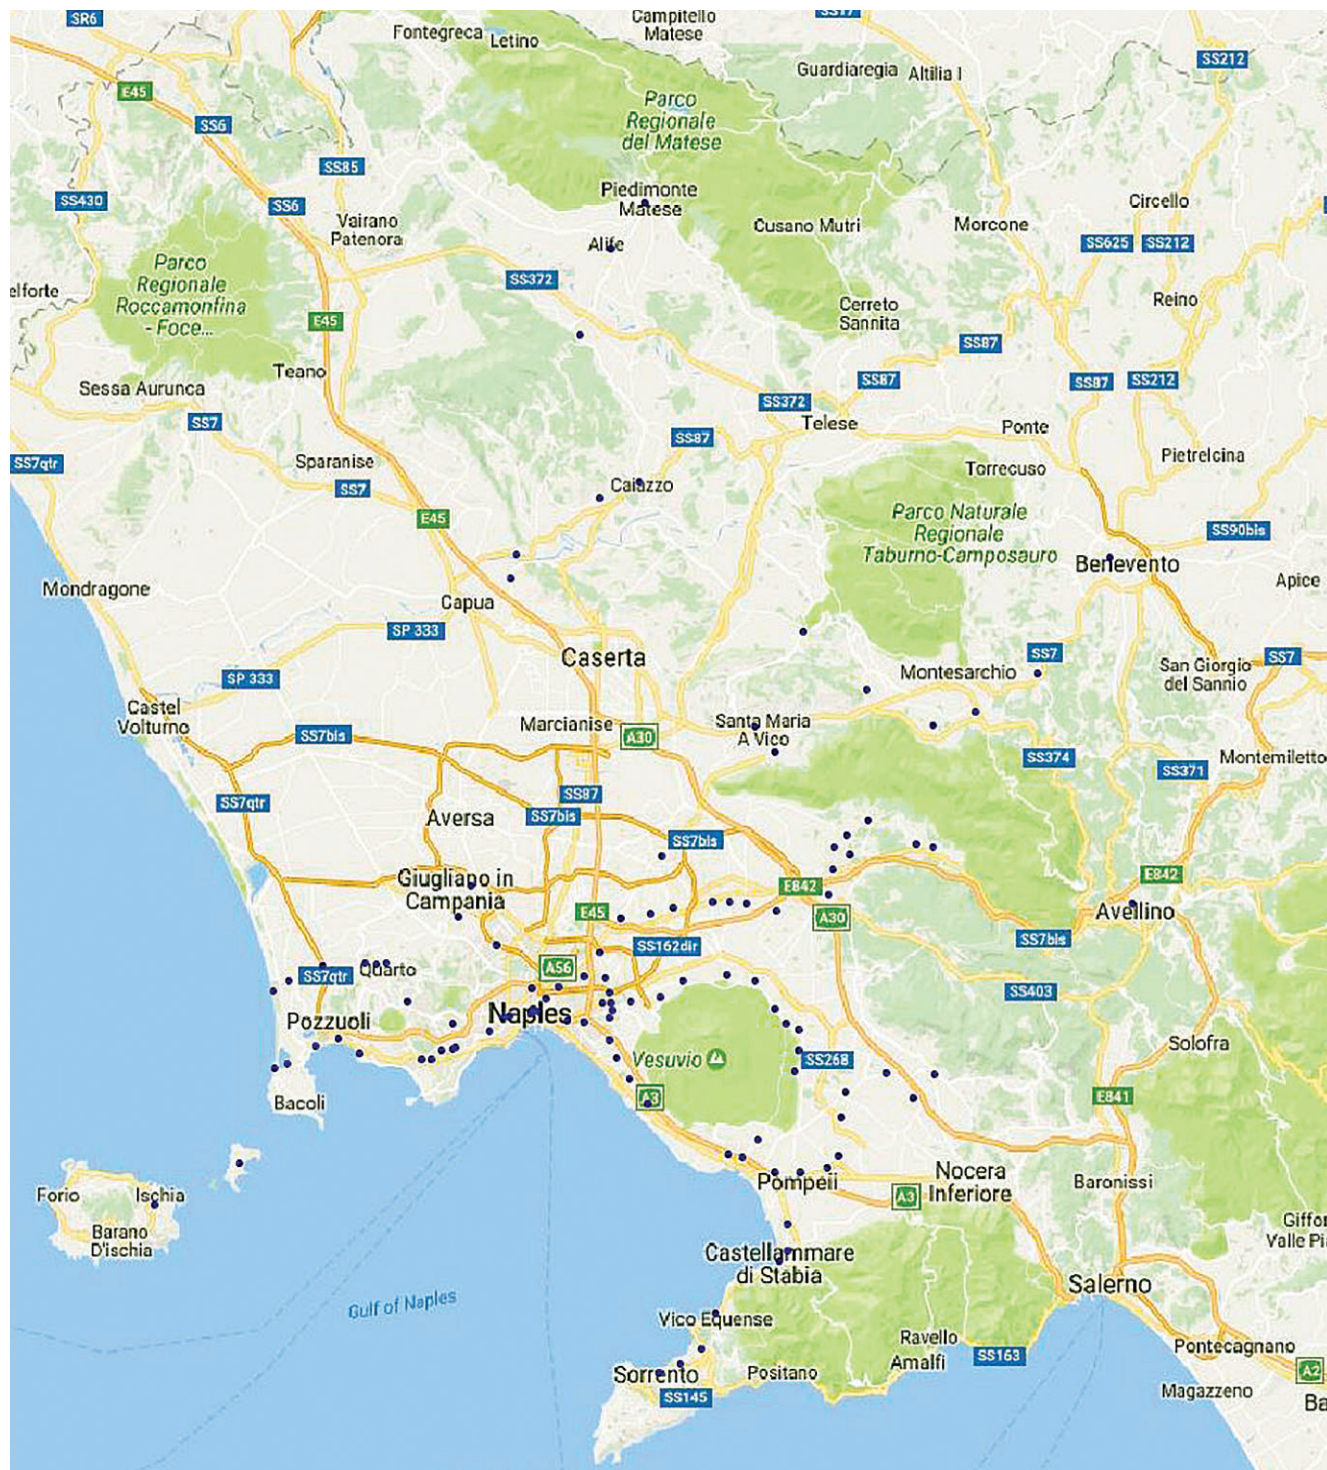 SR6
Fontegreca
Letino
Campitello
Matese
SS17
Guardiaregia
Altilia
SS212
E45
SS6
Parco
Regionale
del Matese
SS85
SS430
SS6
Piedimonte
Matese
Vairano
Patenora
Alife
Cusano Mutri
Morcone
Circello
SS625
SS212
Parco
Regionale
Roccamonfina
- Foce...
elforte
SS372
Cerreto
Sannita
Reino
E45
SS87
Teano
Sessa Aurunca
SS87
SS87
SS212
SS372
SS7
Telese
Ponte
SS87
Sparanise
SS7qtr
Torrecuso
Pietrelcina
SS7
Caiazzo
E45
Parco Naturale
Regionale
Taburno-Camposauro
SS90bis
Benevento
Apice
Mondragone
Capua
SP 333
Caserta
SS7
SS7
San Giorgio
del Sannio
Montesarchio
SP 333
Castel
Volturno
Marcianise
A30
Santa Maria
A Vico
SS7bis
SS374
SS371
Montemiletto
SS87
SS7qtr
Aversa
SS7bis
SS7bis
Giugliano in
Campania
E842
E842
E45
A30
Avellino
SS7bis
SS162dir
A56
SS7qtr
Quarto
SS403
Naples
Pozzuoli
Solofra
Vesuvio
SS268
A3
E841
Bacoli
Pompeii
Nocera
Inferiore
A3
Baronissi
Forio
Ischia
Barano
D'ischia
Giffon
Valle Pi
Castellammare
di Stabia
Salerno
Gulf of Naples
Vico Equense
Ravello
Amalfi
SS163
Pontecagnano
Sorrento
Positano
SS145
A2
Magazzeno
Ba